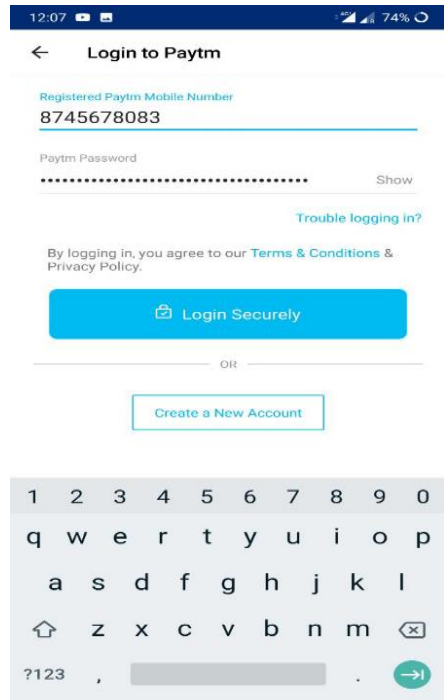 12:07 74%
Login to Paytm
Registered Paytm Mobile Number
8745678083
Paytm Password
•••••••••••••••••••••••••••••••••••••
Show
Trouble logging in?
By logging in, you agree to our Terms & Conditions &
Privacy Policy.
Login Securely
OR
Create a New Account
1 2 3 4 5 6 7 8 9 0
q w e r t y u i o p
a s d f g h j k l
z x c v b n m
?123 , .